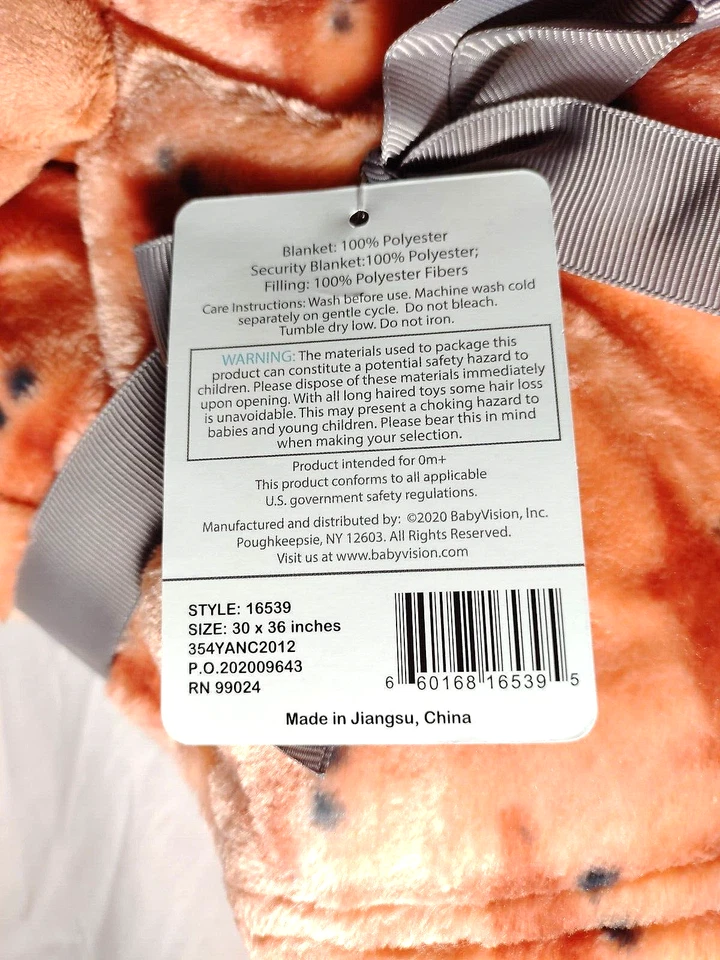 Blanket: 100% Polyester
Security Blanket:100% Polyester;
Filling: 100% Polyester Fibers
Care Instructions: Wash before use. Machine wash cold
separately on gentle cycle. Do not bleach.
Tumble dry low. Do not iron.
WARNING: The materials used to package this
product can constitute a potential safety hazard to
children. Please dispose of these materials immediately
upon opening. With all long haired toys some hair loss
is unavoidable. This may present a choking hazard to
babies and young children. Please bear this in mind
when making your selection.
Product intended for 0m+
This product conforms to all applicable
U.S. government safety regulations.
Manufactured and distributed by: ©2020 BabyVision, Inc.
Poughkeepsie, NY 12603. All Rights Reserved.
Visit us at www.babyvision.com
STYLE: 16539
SIZE: 30 x 36 inches
354YANC2012
P.O.202009643
RN 99024
6 60168 16539 5
Made in Jiangsu, China